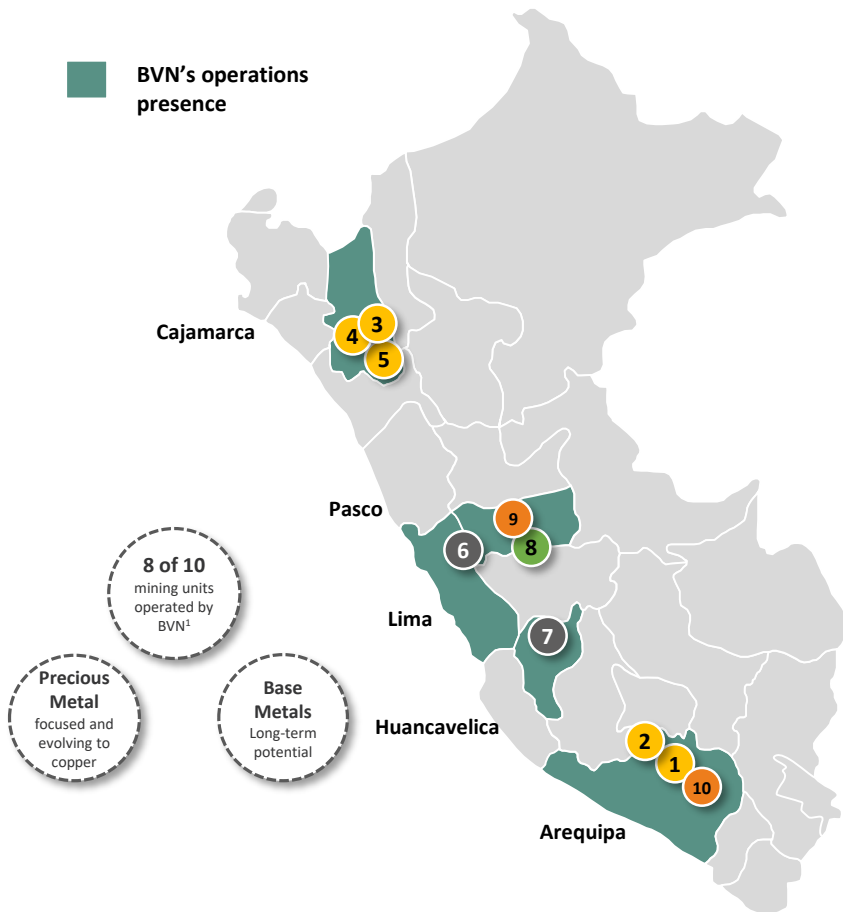 BVN's operations
presence
Cajamarca
3
4
5
Pasco
9
6
8
8 of 10
mining units
operated by
BVN¹
Lima
7
Precious
Metal
focused and
evolving to
copper
Base
Metals
Long-term
potential
Huancavelica
2
1
10
Arequipa